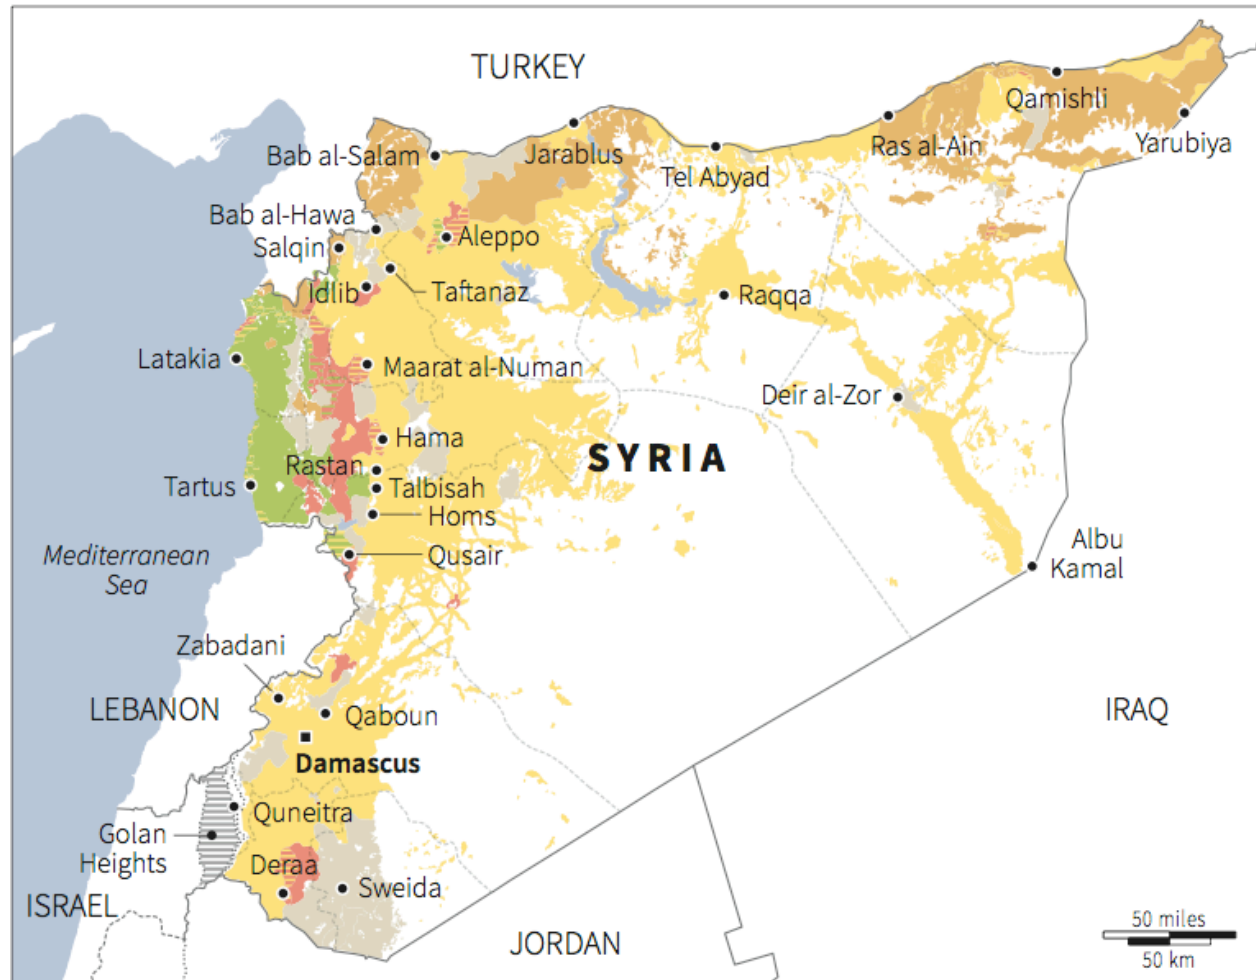 TURKEY
Qamishli
Bab al-Salam
Jarablus
Ras al-Ain
Yarubiya
Tel Abyad
Bab al-Hawa
Salqin
Aleppo
Idlib
Taftanaz
Raqqa
Latakia
Maarat al-Numan
Deir al-Zor
Hama
SYRIA
Rastan
Tartus
Talbisah
Homs
Mediterranean
Sea
Qusair
Albu
Kamal
Zabadani
LEBANON
Qaboun
IRAQ
Damascus
Quneitra
Golan
Heights
Deraa
Sweida
ISRAEL
JORDAN
50 miles
50 km